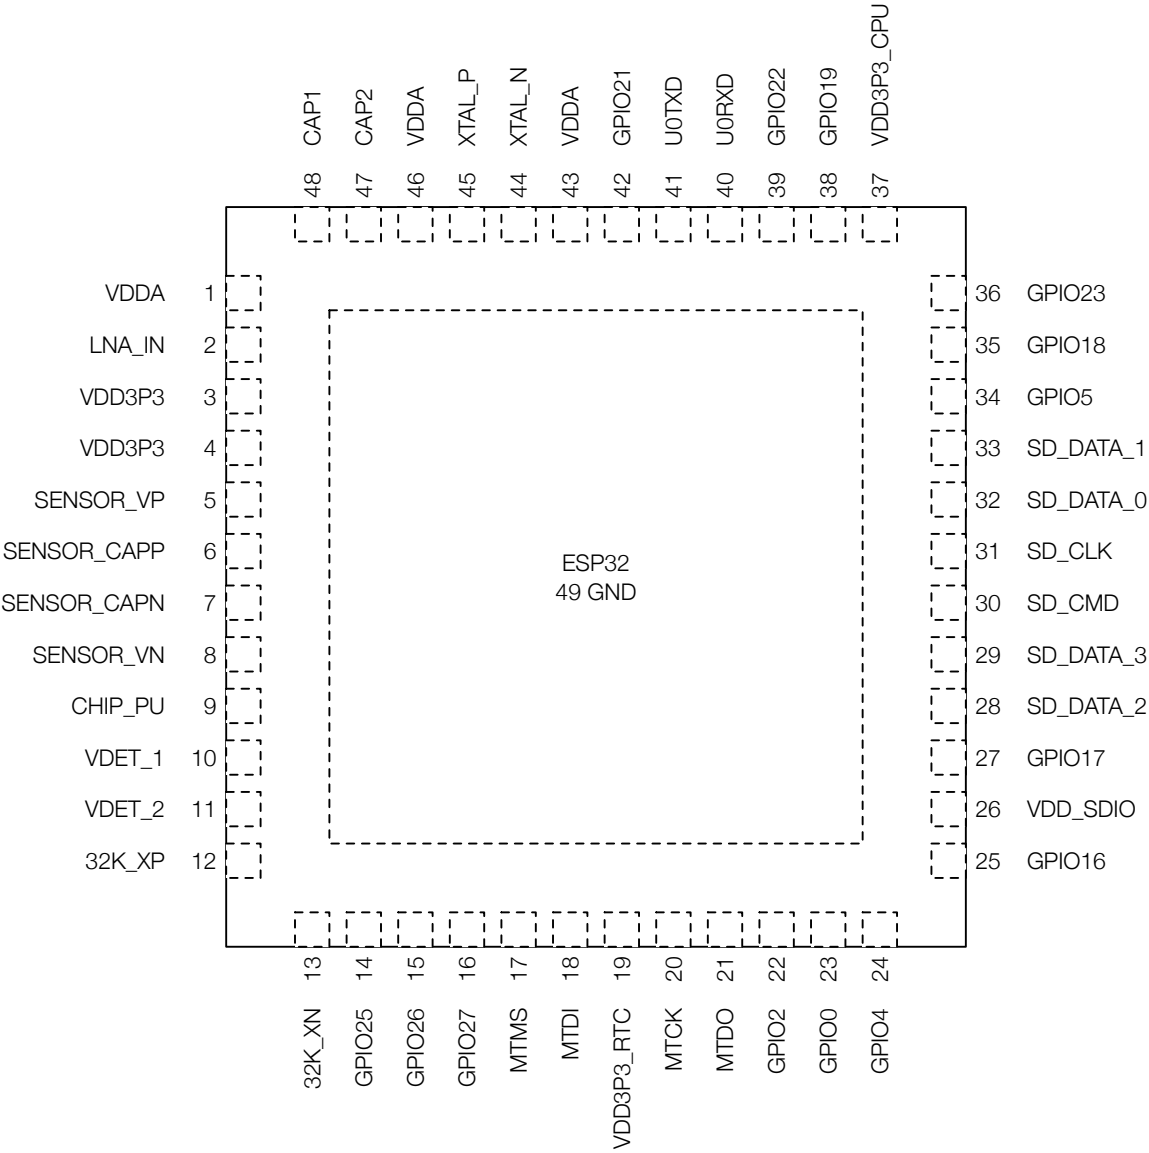 CAP1 48
CAP2 47
VDDA 46
XTAL_P 45
XTAL_N 44
VDDA 43
GPIO21 42
U0TXD 41
U0RXD 40
GPIO22 39
GPIO19 38
VDD3P3_CPU 37
VDDA 1
LNA_IN 2
VDD3P3 3
VDD3P3 4
SENSOR_VP 5
SENSOR_CAPP 6
SENSOR_CAPN 7
SENSOR_VN 8
CHIP_PU 9
VDET_1 10
VDET_2 11
32K_XP 12
ESP32
49 GND
36 GPIO23
35 GPIO18
34 GPIO5
33 SD_DATA_1
32 SD_DATA_0
31 SD_CLK
30 SD_CMD
29 SD_DATA_3
28 SD_DATA_2
27 GPIO17
26 VDD_SDIO
25 GPIO16
32K_XN 13
GPIO25 14
GPIO26 15
GPIO27 16
MTMS 17
MTDI 18
VDD3P3_RTC 19
MTCK 20
MTDO 21
GPIO2 22
GPIO0 23
GPIO4 24